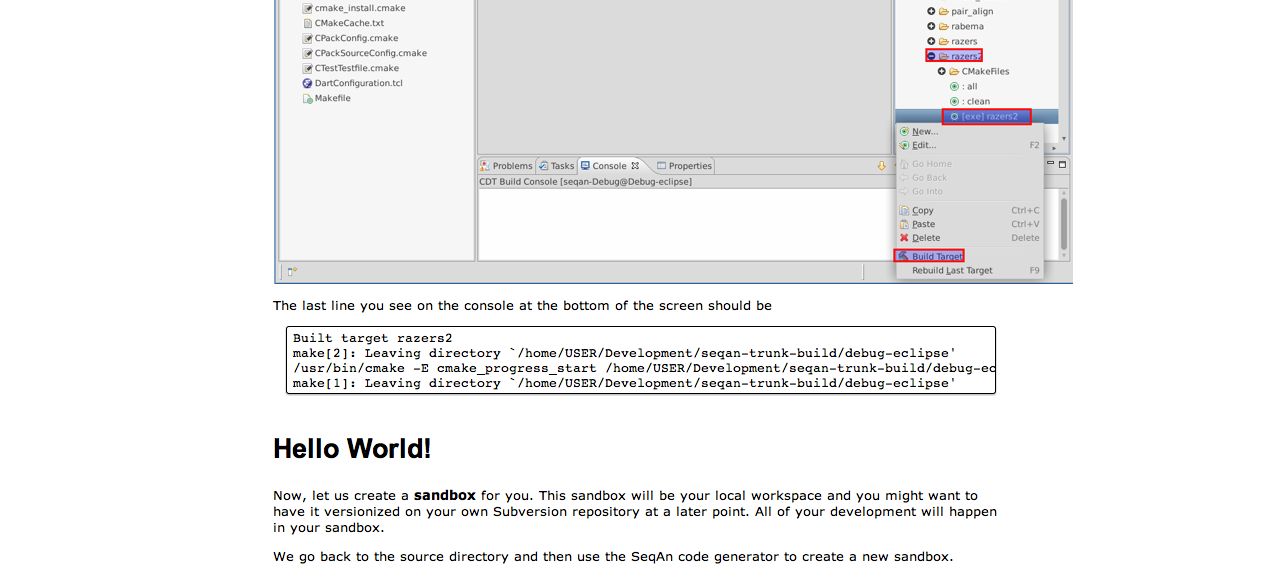 cmake_install.cmake
CMakeCache.txt
CPackConfig.cmake
CPackSourceConfig.cmake
CTestTestfile.cmake
DartConfiguration.tcl
Makefile
pair_align
rabema
razers
razers2
CMakeFiles
: all
: clean
[exe] razers2
New...
Edit... F2
Go Home
Go Back
Go Into
Copy Ctrl+C
Paste Ctrl+V
Delete Delete
Build Target
Rebuild Last Target F9
Problems Tasks Console Properties
CDT Build Console [seqan-Debug@Debug-eclipse]
The last line you see on the console at the bottom of the screen should be
Built target razers2
make[2]: Leaving directory `/home/USER/Development/seqan-trunk-build/debug-eclipse'
/usr/bin/cmake -E cmake_progress_start /home/USER/Development/seqan-trunk-build/debug-ec
make[1]: Leaving directory `/home/USER/Development/seqan-trunk-build/debug-eclipse'
Hello World!
Now, let us create a sandbox for you. This sandbox will be your local workspace and you might want to
have it versionized on your own Subversion repository at a later point. All of your development will happen
in your sandbox.
We go back to the source directory and then use the SeqAn code generator to create a new sandbox.